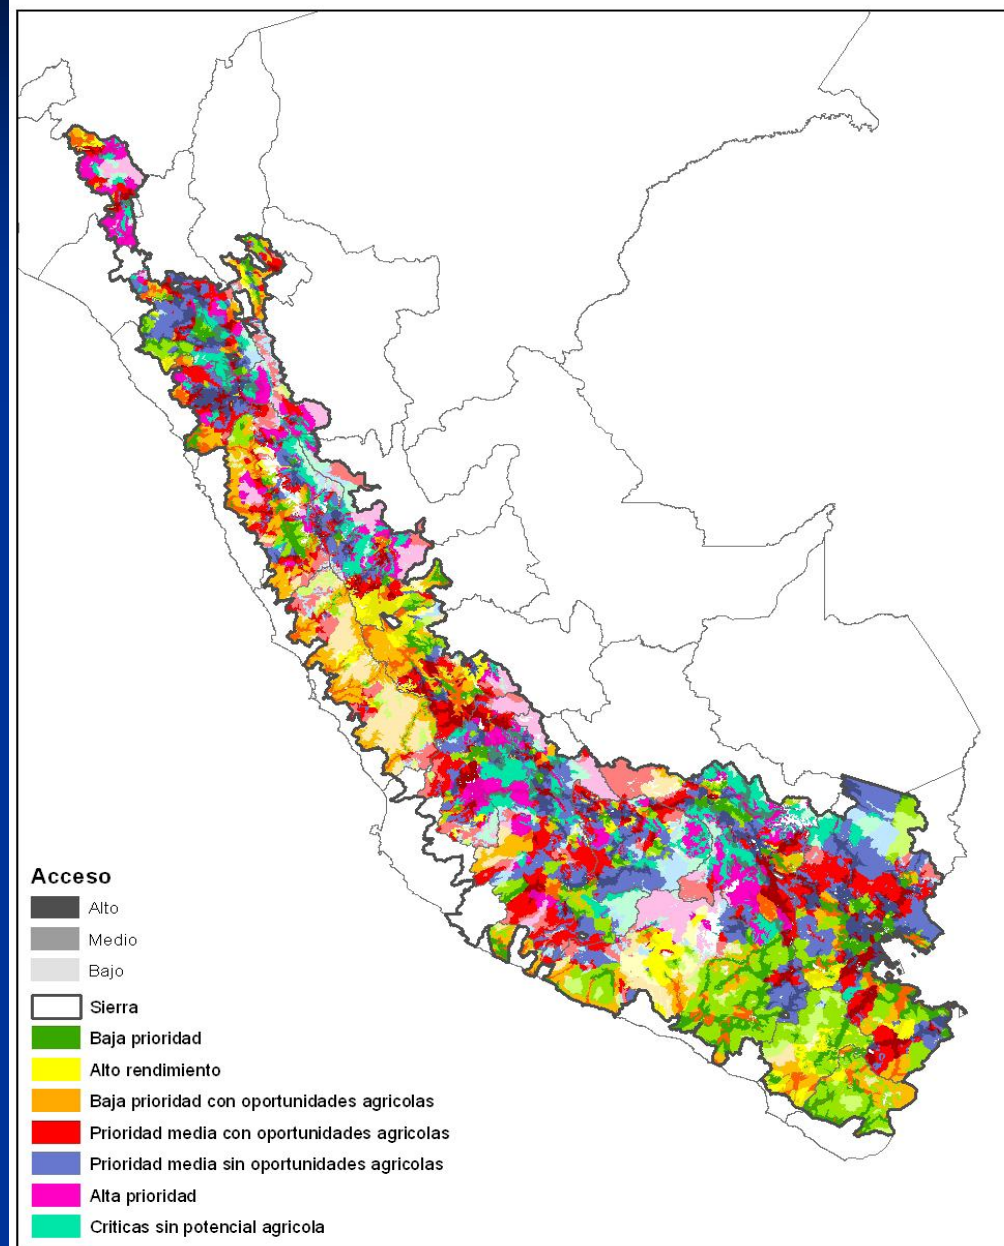 Acceso
Alto
Medio
Bajo
Sierra
Baja prioridad
Alto rendimiento
Baja prioridad con oportunidades agricolas
Prioridad media con oportunidades agricolas
Prioridad media sin oportunidades agricolas
Alta prioridad
Criticas sin potencial agricola